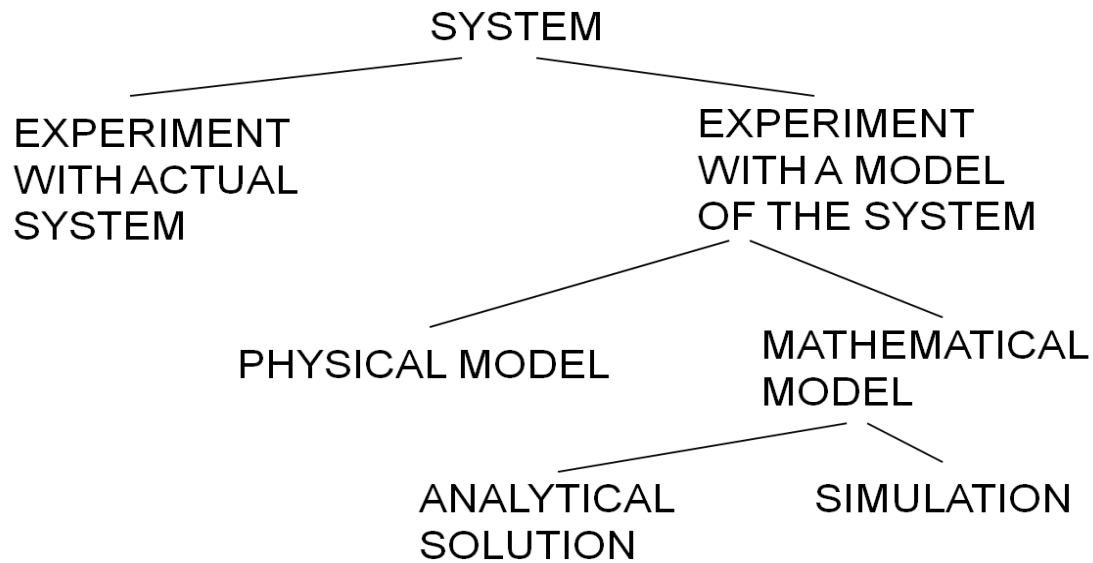 SYSTEM
EXPERIMENT
WITH ACTUAL
SYSTEM
EXPERIMENT
WITH A MODEL
OF THE SYSTEM
PHYSICAL MODEL
MATHEMATICAL
MODEL
ANALYTICAL
SOLUTION
SIMULATION